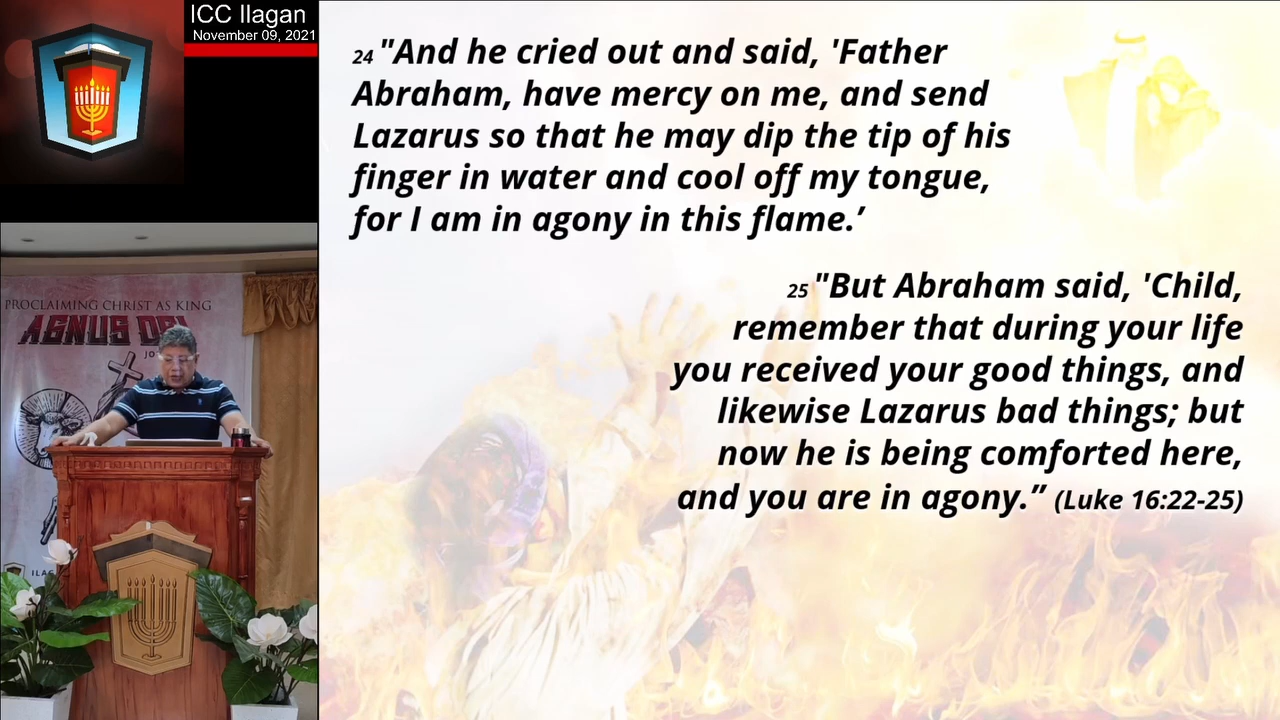 ICC Ilagan
November 09, 2021
24 "And he cried out and said, 'Father
Abraham, have mercy on me, and send
Lazarus so that he may dip the tip of his
finger in water and cool off my tongue,
for I am in agony in this flame.’
25 "But Abraham said, 'Child,
remember that during your life
you received your good things, and
likewise Lazarus bad things; but
now he is being comforted here,
and you are in agony.” (Luke 16:22-25)
PROCLAIMING CHRIST AS KING
AGNUS DEI